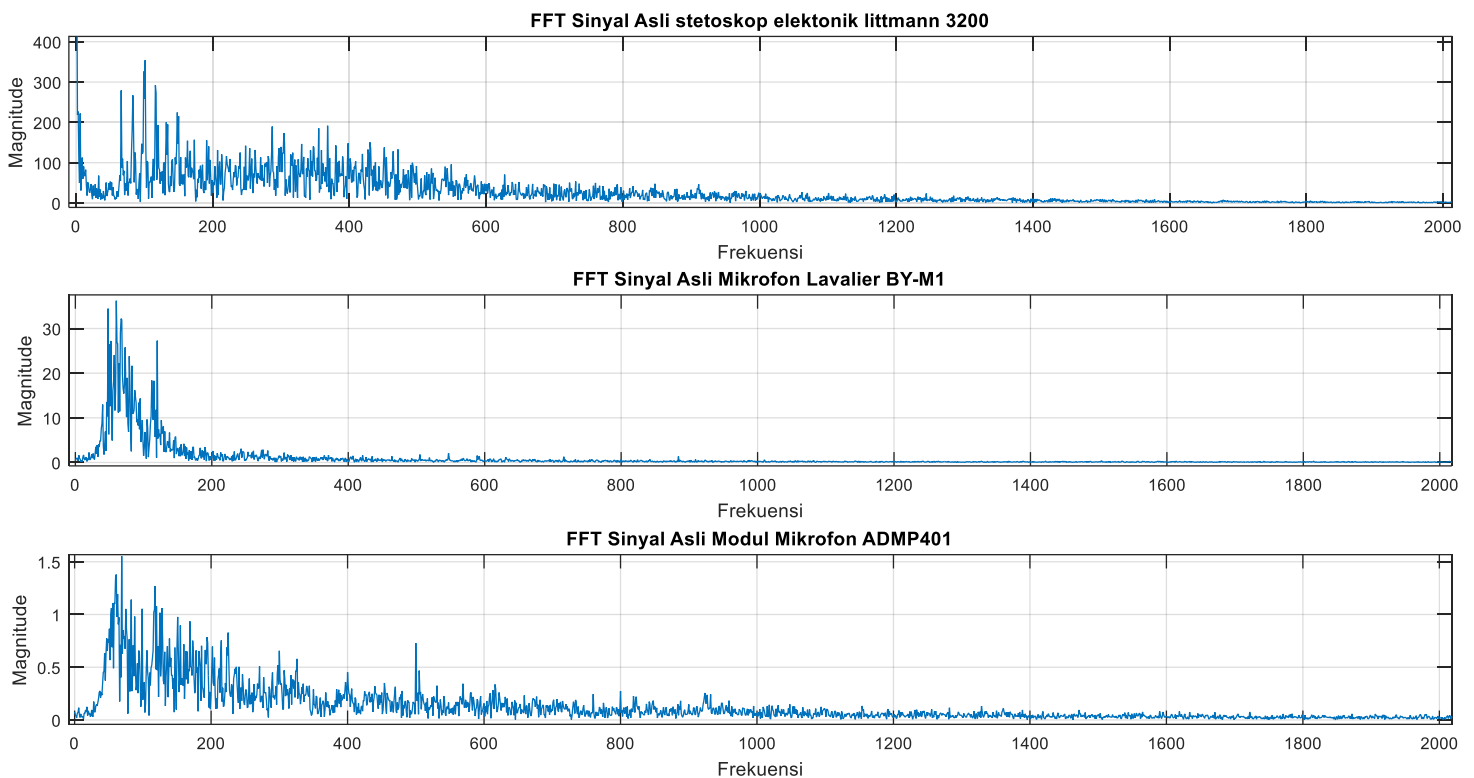 FFT Sinyal Asli stetoskop elektonik littmann 3200
Magnitude
400
300
200
100
0
0 200 400 600 800 1000 1200 1400 1600 1800 2000
Frekuensi
FFT Sinyal Asli Mikrofon Lavalier BY-M1
Magnitude
30
20
10
0
0 200 400 600 800 1000 1200 1400 1600 1800 2000
Frekuensi
FFT Sinyal Asli Modul Mikrofon ADMP401
Magnitude
1.5
1
0.5
0
0 200 400 600 800 1000 1200 1400 1600 1800 2000
Frekuensi